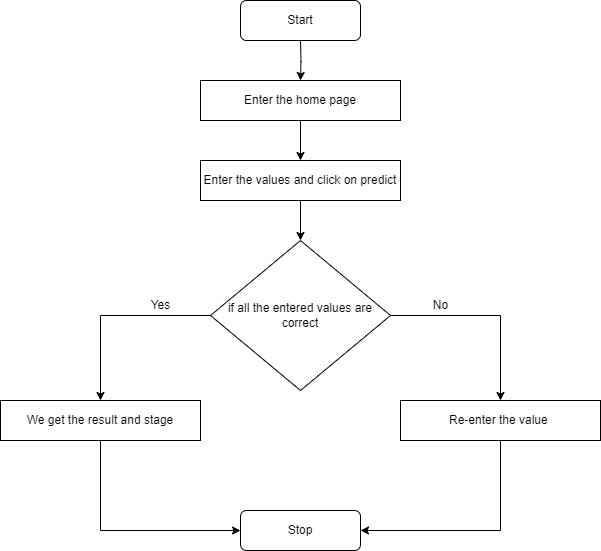 Start
Enter the home page
Enter the values and click on predict
if all the entered values are
correct
Yes
No
We get the result and stage
Re-enter the value
Stop